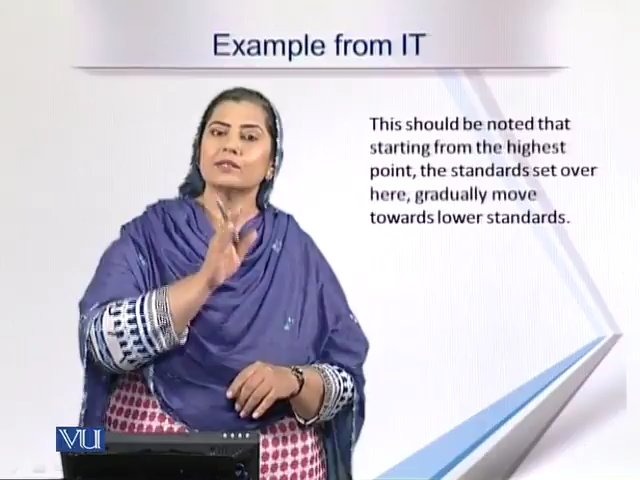 Example from IT
This should be noted that
starting from the highest
point, the standards set over
here, gradually move
towards lower standards.
VU